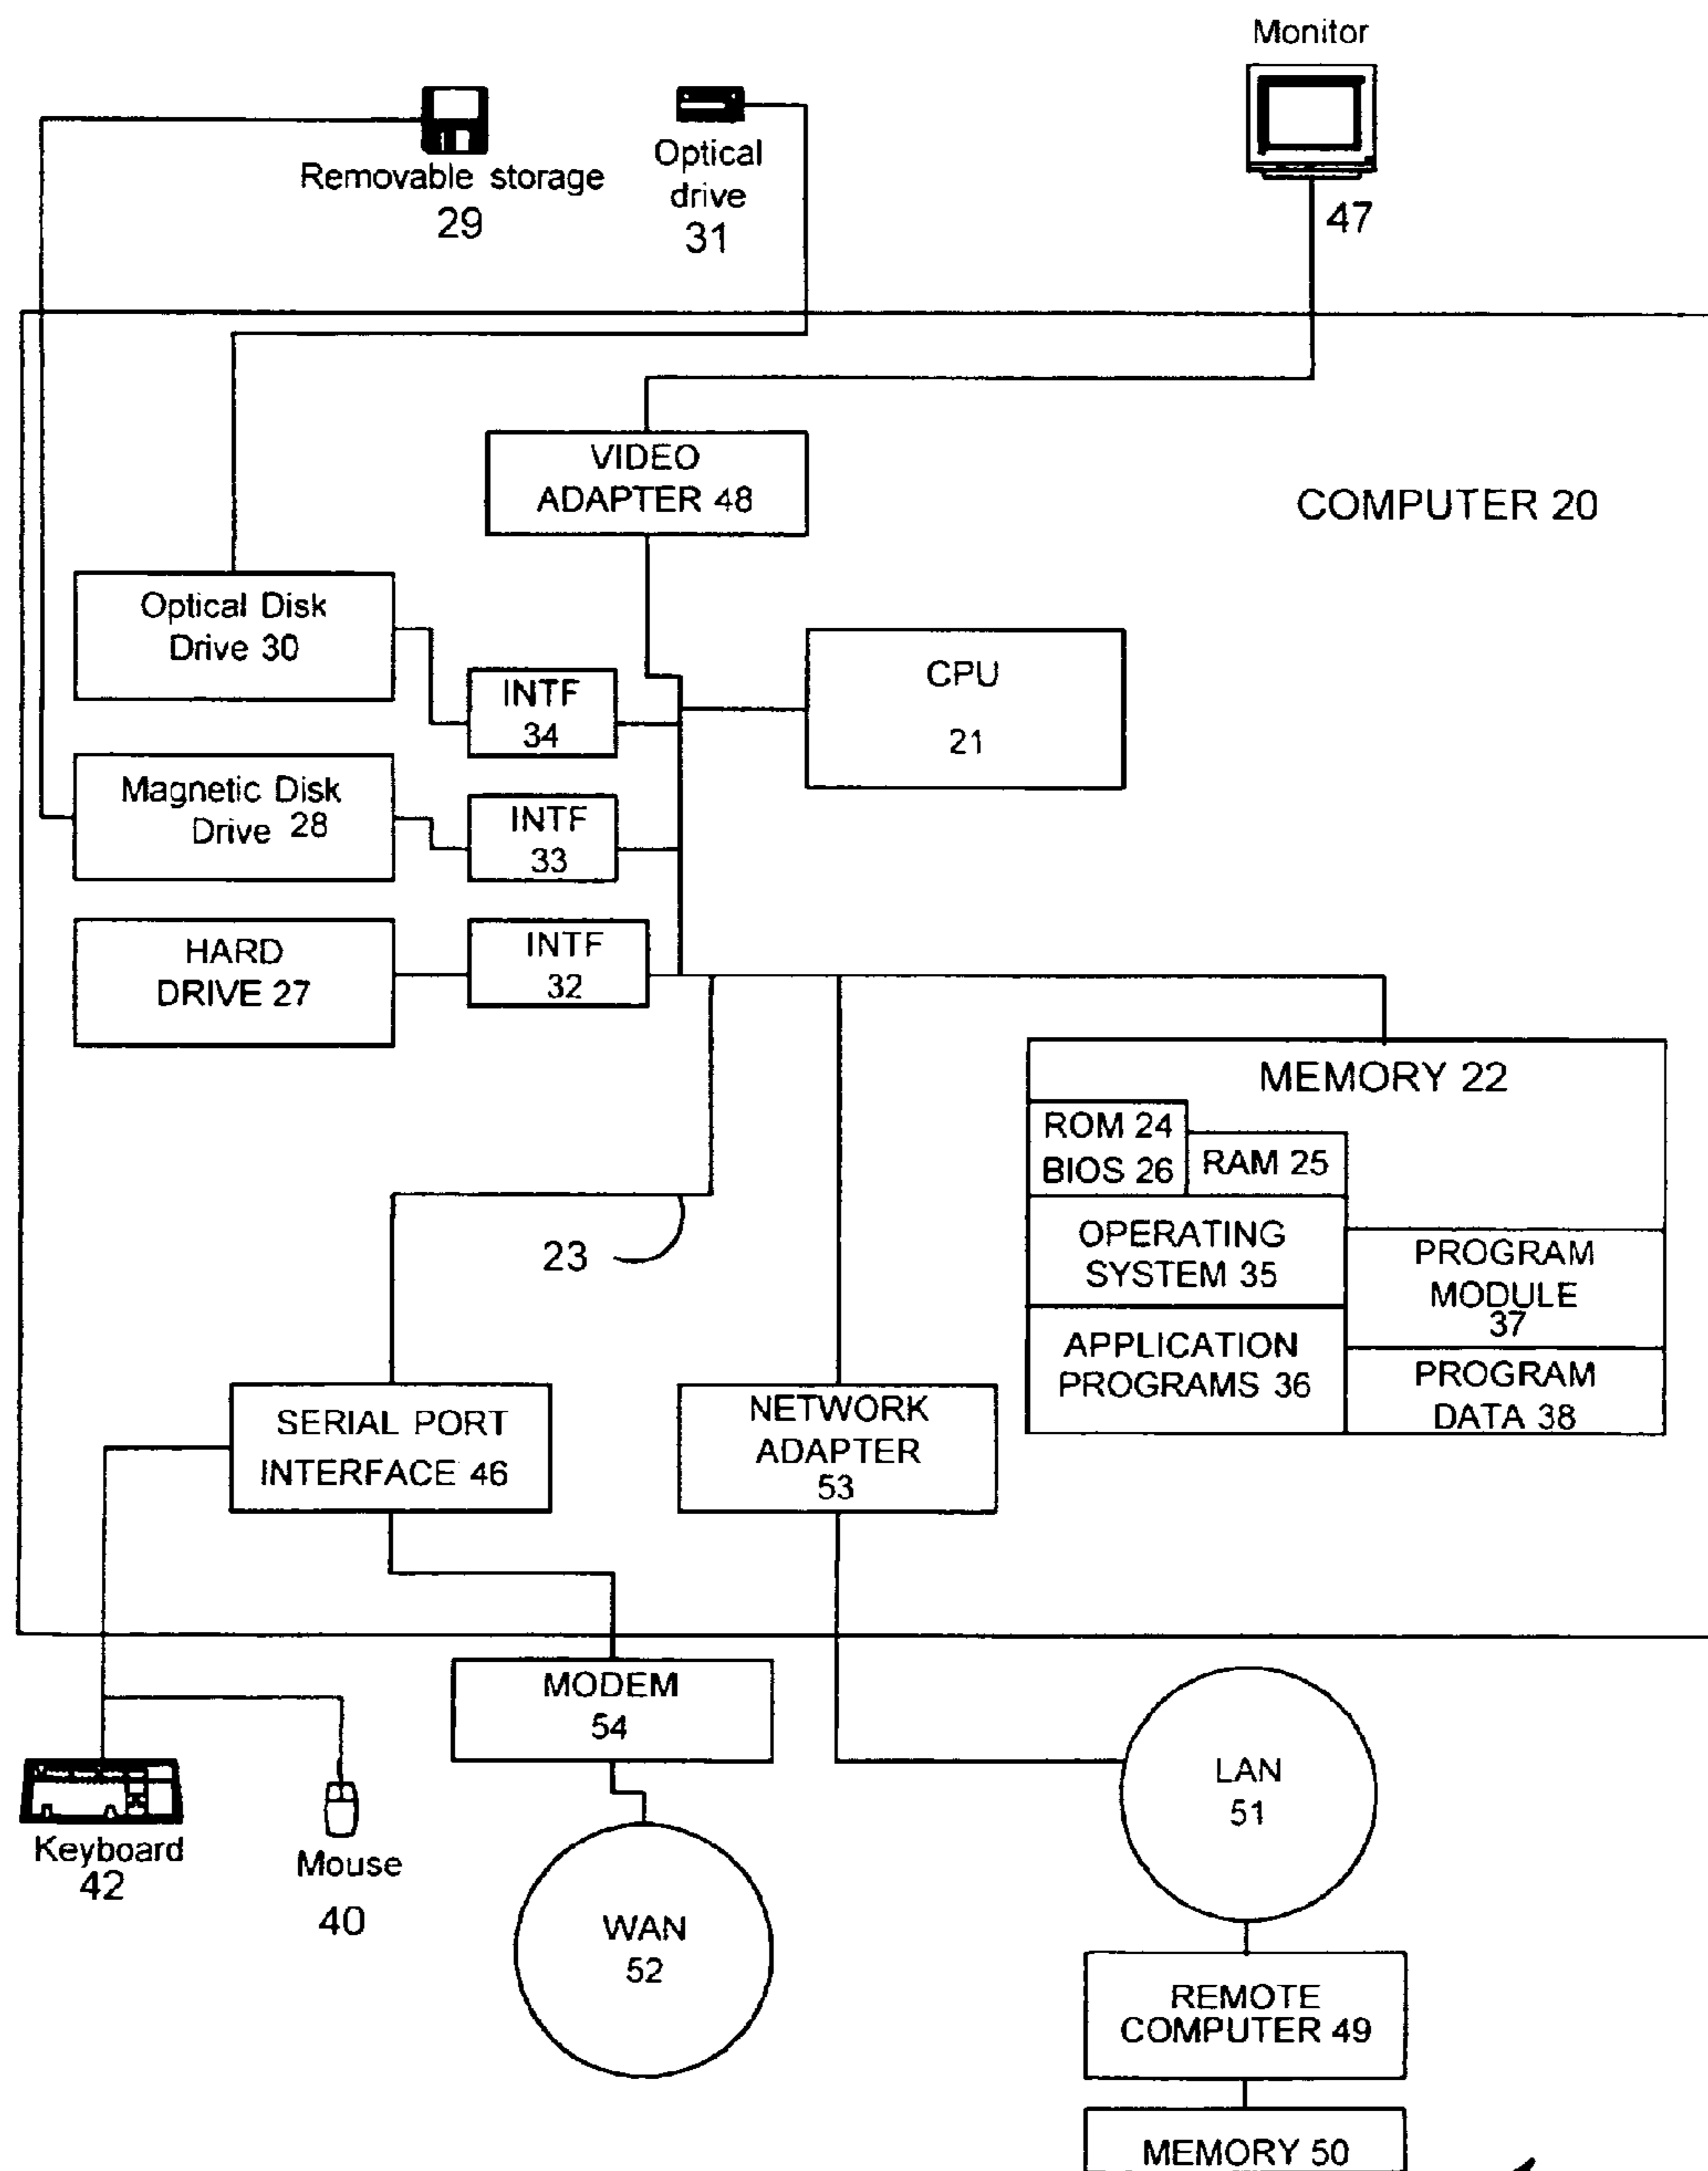 Monitor
47
Removable storage
29
Optical
drive
31
COMPUTER 20
VIDEO
ADAPTER 48
Optical Disk
Drive 30
INTF
34
CPU
21
Magnetic Disk
Drive 28
INTF
33
HARD
DRIVE 27
INTF
32
MEMORY 22
ROM 24
BIOS 26
RAM 25
OPERATING
SYSTEM 35
PROGRAM
MODULE
37
APPLICATION
PROGRAMS 36
PROGRAM
DATA 38
23
SERIAL PORT
INTERFACE 46
NETWORK
ADAPTER
53
MODEM
54
Keyboard
42
Mouse
40
WAN
52
LAN
51
REMOTE
COMPUTER 49
MEMORY 50